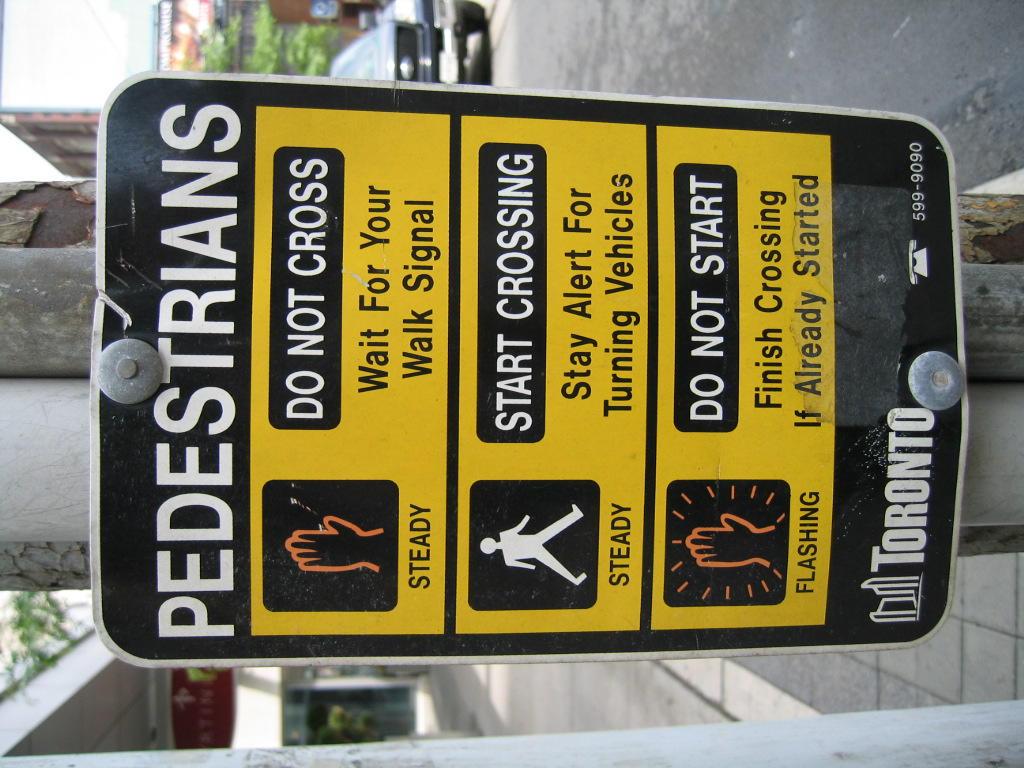 PEDESTRIANS
DO NOT CROSS
Wait For Your
Walk Signal
STEADY
START CROSSING
Stay Alert For
Turning Vehicles
STEADY
DO NOT START
Finish Crossing
If Already Started
FLASHING
TORONTO
599-9090